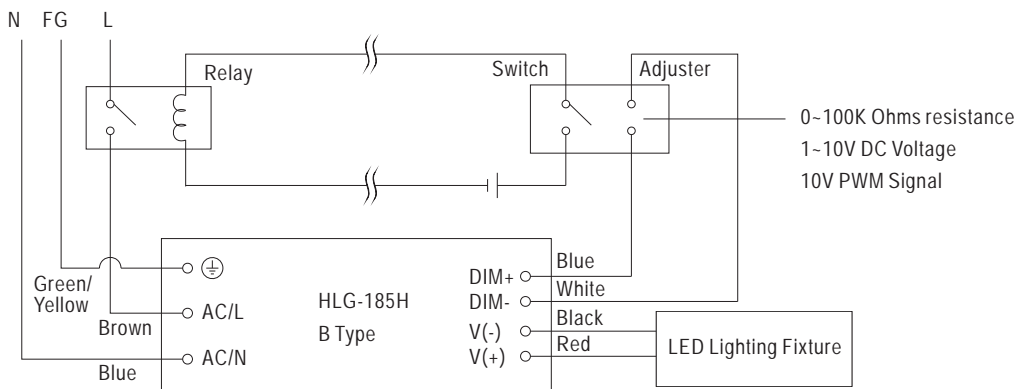 N FG L
Relay
Switch
Adjuster
0~100K Ohms resistance
1~10V DC Voltage
10V PWM Signal
Green/
Yellow
Brown
Blue
AC/L
AC/N
HLG-185H
B Type
DIM+
DIM-
V(-)
V(+)
Blue
White
Black
Red
LED Lighting Fixture